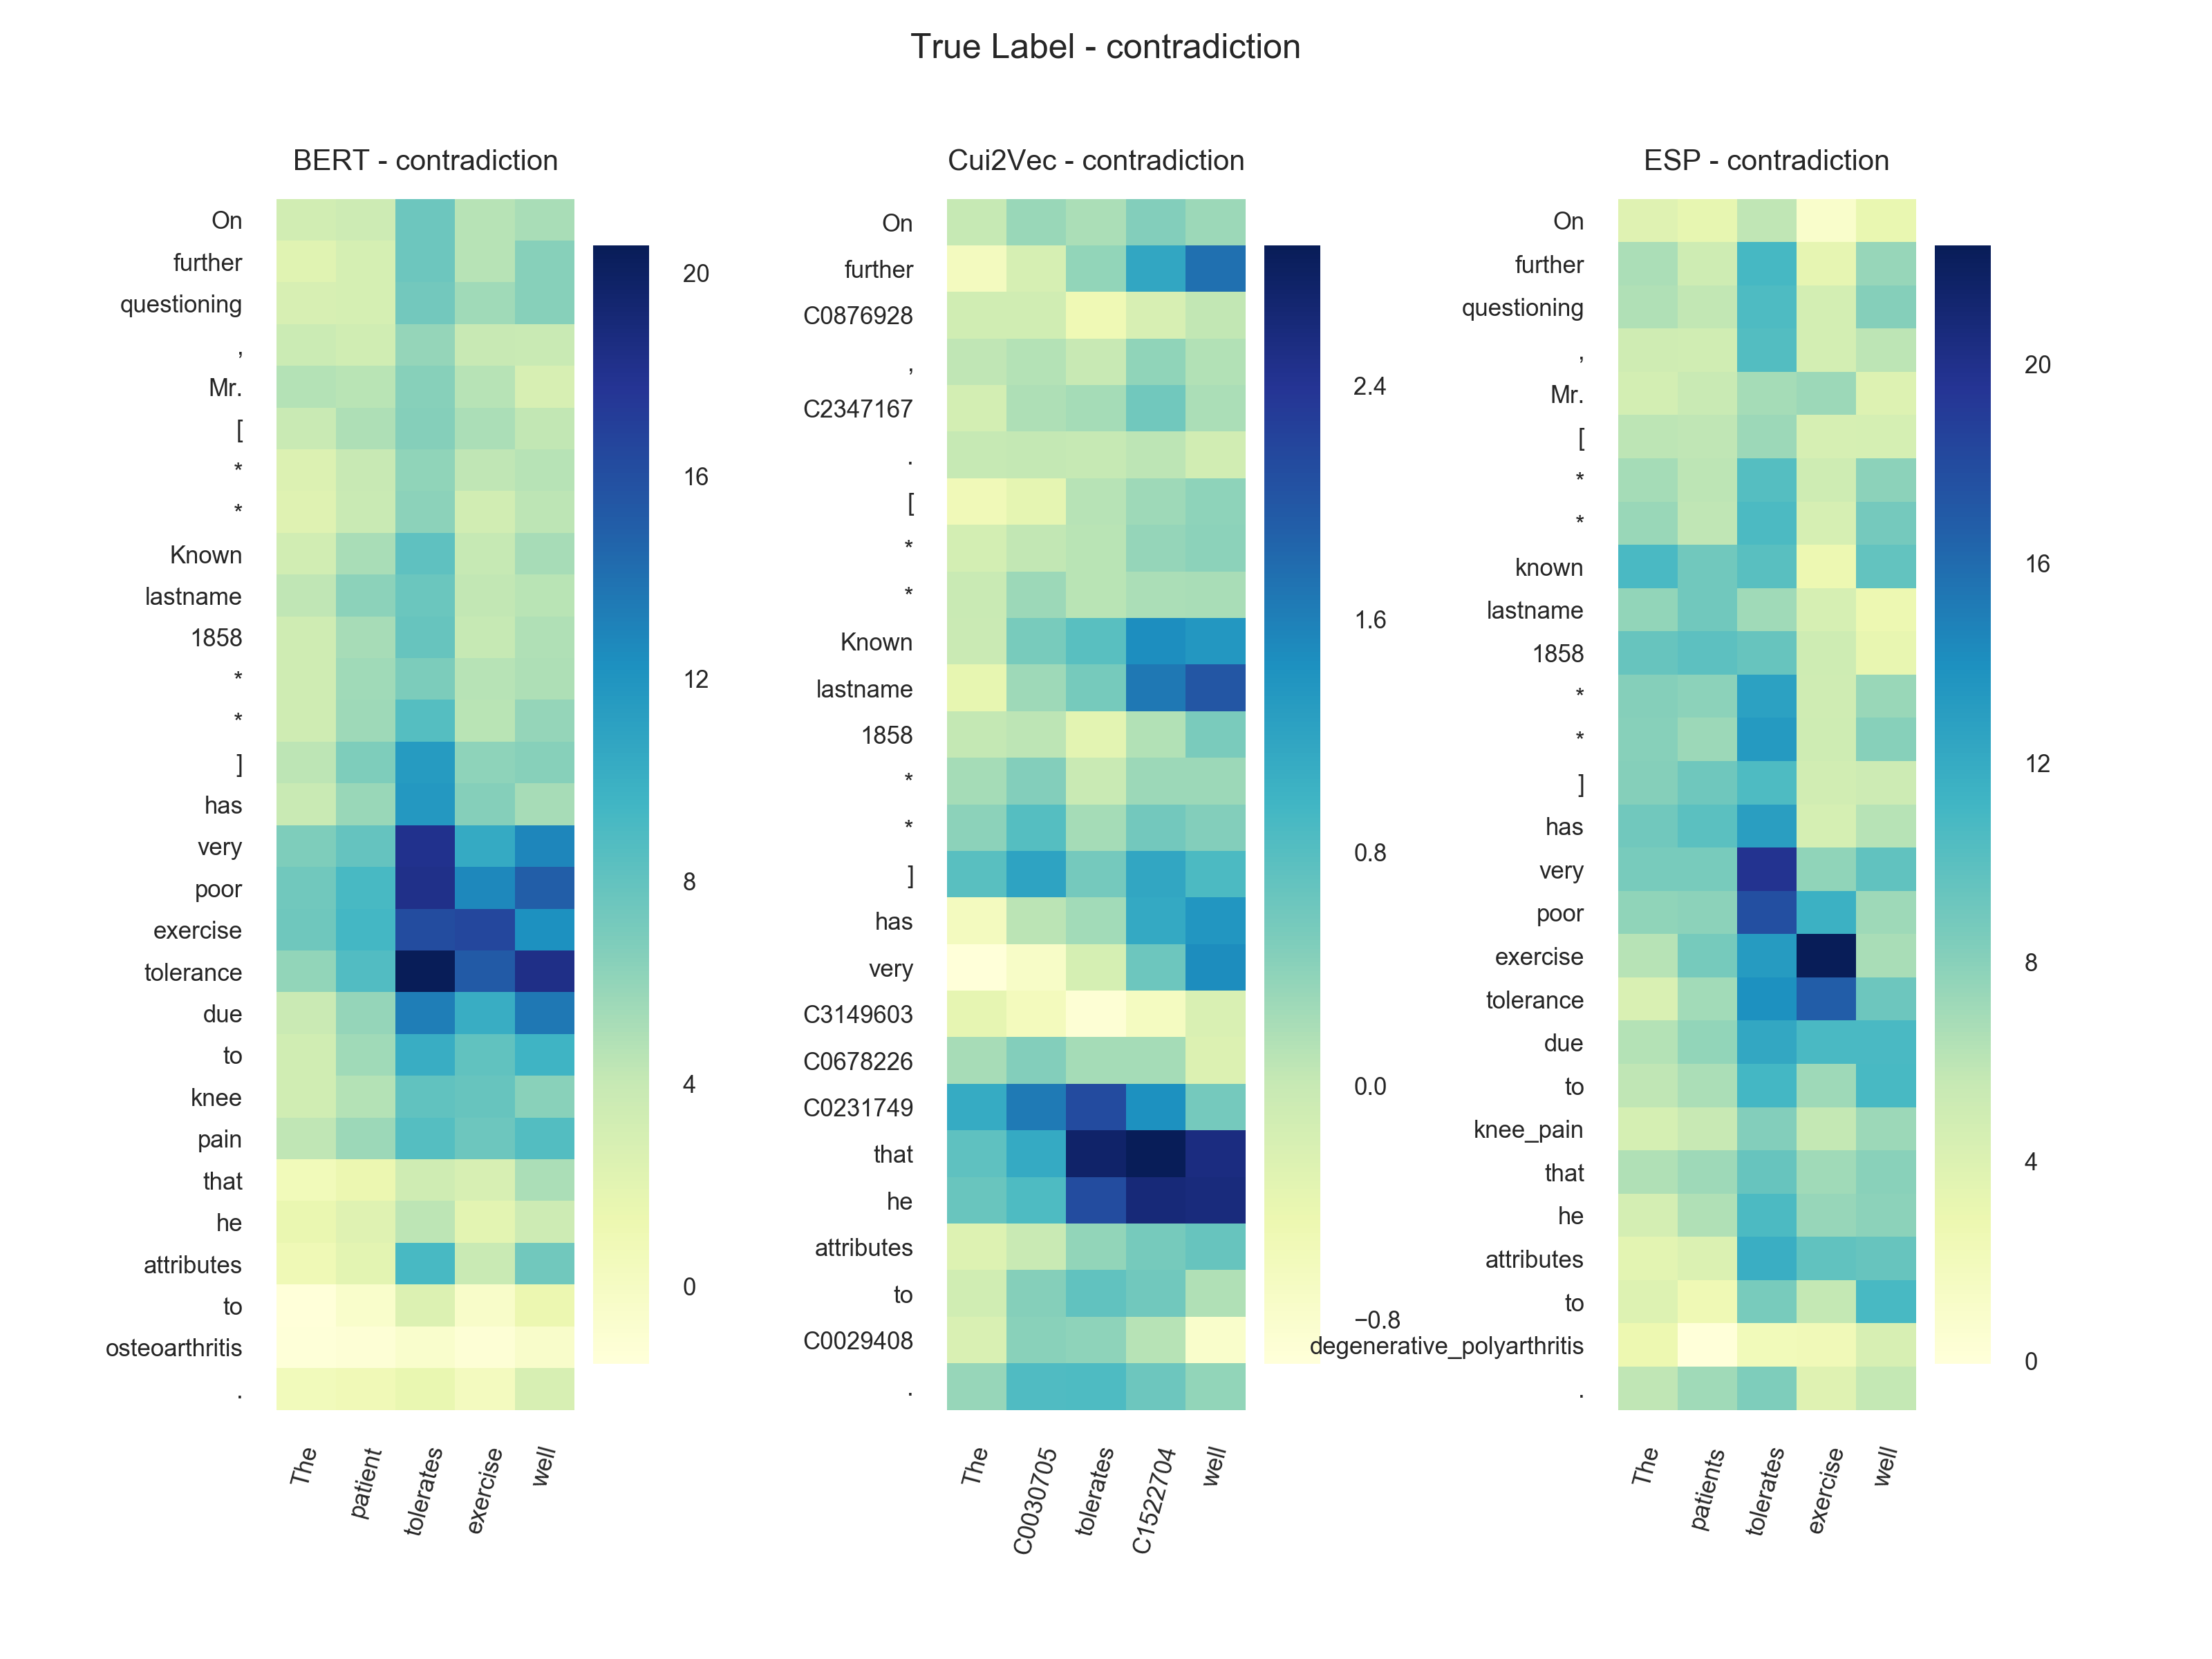 True Label - contradiction
BERT - contradiction
On
further
questioning
,
Mr.
[
*
*
Known
lastname
1858
*
*
]
has
very
poor
exercise
tolerance
due
to
knee
pain
that
he
attributes
to
osteoarthritis
.
The
patient
tolerates
exercise
well
20
16
12
8
4
0
Cui2Vec - contradiction
On
further
C0876928
,
C2347167
.
[
*
*
Known
lastname
1858
*
*
]
has
very
C3149603
C0678226
C0231749
that
he
attributes
to
C0029408
.
The
C0030705
tolerates
C1522704
well
2.4
1.6
0.8
0.0
−0.8
ESP - contradiction
On
further
questioning
,
Mr.
[
*
*
known
lastname
1858
*
*
]
has
very
poor
exercise
tolerance
due
to
knee_pain
that
he
attributes
to
degenerative_polyarthritis
.
The
patients
tolerates
exercise
well
20
16
12
8
4
0